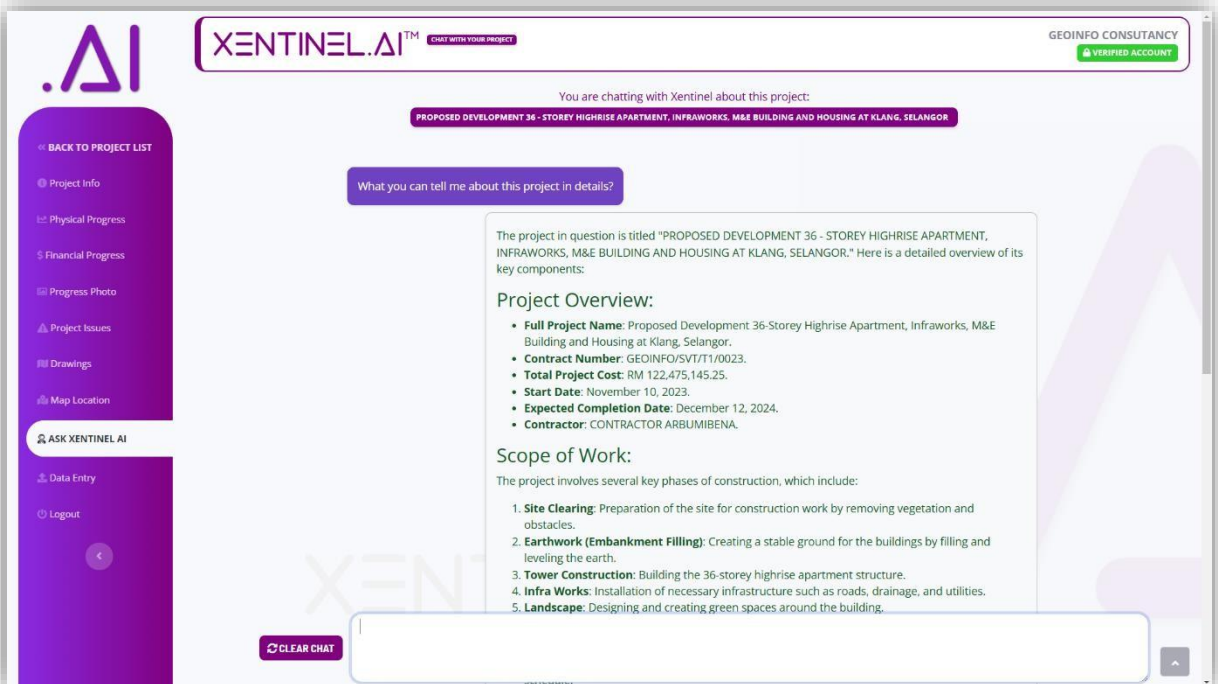 .AI
XENTINEL.AI™ CHAT WITH YOUR PROJECT
GEOINFO CONSUTANCY
VERIFIED ACCOUNT
You are chatting with Xentinel about this project:
PROPOSED DEVELOPMENT 36 - STOREY HIGHRISE APARTMENT, INFRAWORKS, M&E BUILDING AND HOUSING AT KLANG, SELANGOR
« BACK TO PROJECT LIST
Project Info
Physical Progress
$ Financial Progress
Progress Photo
Project Issues
Drawings
Map Location
ASK XENTINEL AI
Data Entry
Logout
What you can tell me about this project in details?
The project in question is titled "PROPOSED DEVELOPMENT 36 - STOREY HIGHRISE APARTMENT,
INFRAWORKS, M&E BUILDING AND HOUSING AT KLANG, SELANGOR." Here is a detailed overview of its
key components:
Project Overview:
• Full Project Name: Proposed Development 36-Storey Highrise Apartment, Infraworks, M&E
Building and Housing at Klang, Selangor.
• Contract Number: GEOINFO/SVT/T1/0023.
• Total Project Cost: RM 122,475,145.25.
• Start Date: November 10, 2023.
• Expected Completion Date: December 12, 2024.
• Contractor: CONTRACTOR ARBUMIBENA.
Scope of Work:
The project involves several key phases of construction, which include:
1. Site Clearing: Preparation of the site for construction work by removing vegetation and
obstacles.
2. Earthwork (Embankment Filling): Creating a stable ground for the buildings by filling and
leveling the earth.
3. Tower Construction: Building the 36-storey highrise apartment structure.
4. Infra Works: Installation of necessary infrastructure such as roads, drainage, and utilities.
5. Landscape: Designing and creating green spaces around the building.
XEN
CLEAR CHAT